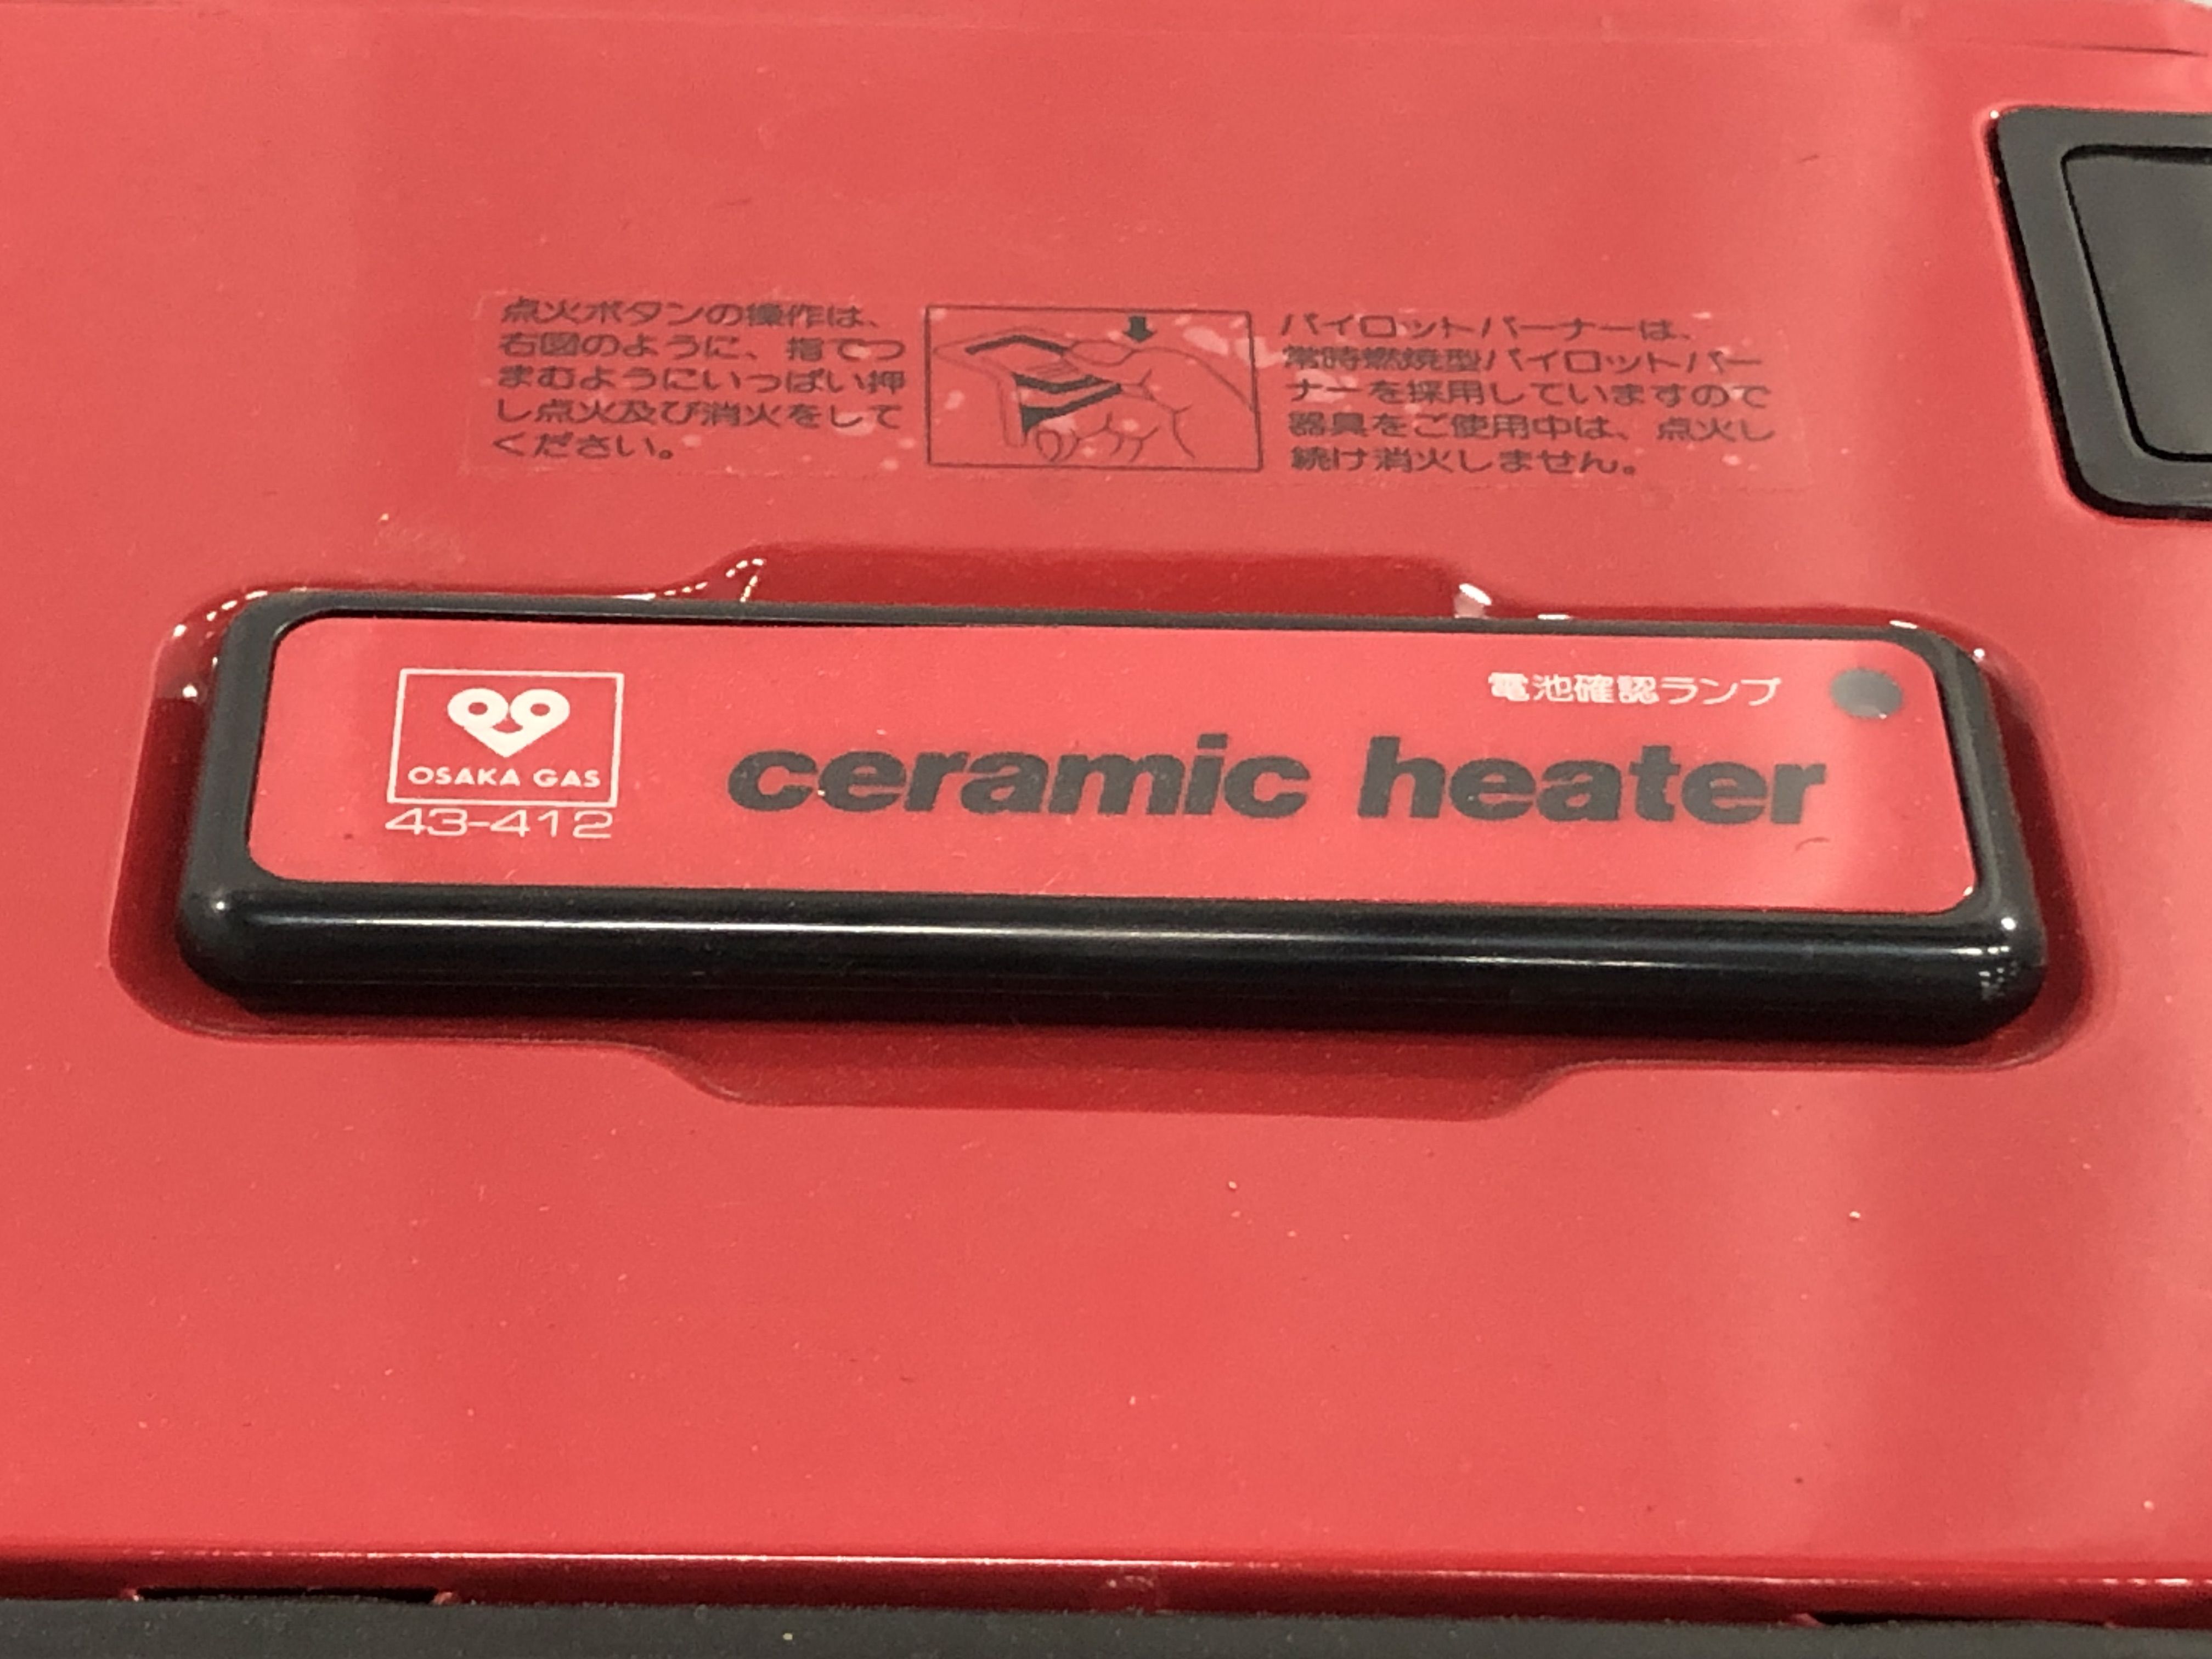 点火ボタンの操作は、
右図のように、指でつ
まむようにいっぱい押
し点火及び消火をして
ください。
パイロットバーナーは、
常時燃焼型パイロットバー
ナーを採用していますので
器具をご使用中は、点火し
続け消火しません。
電池確認ランプ
OSAKA GAS
43-412
ceramic heater